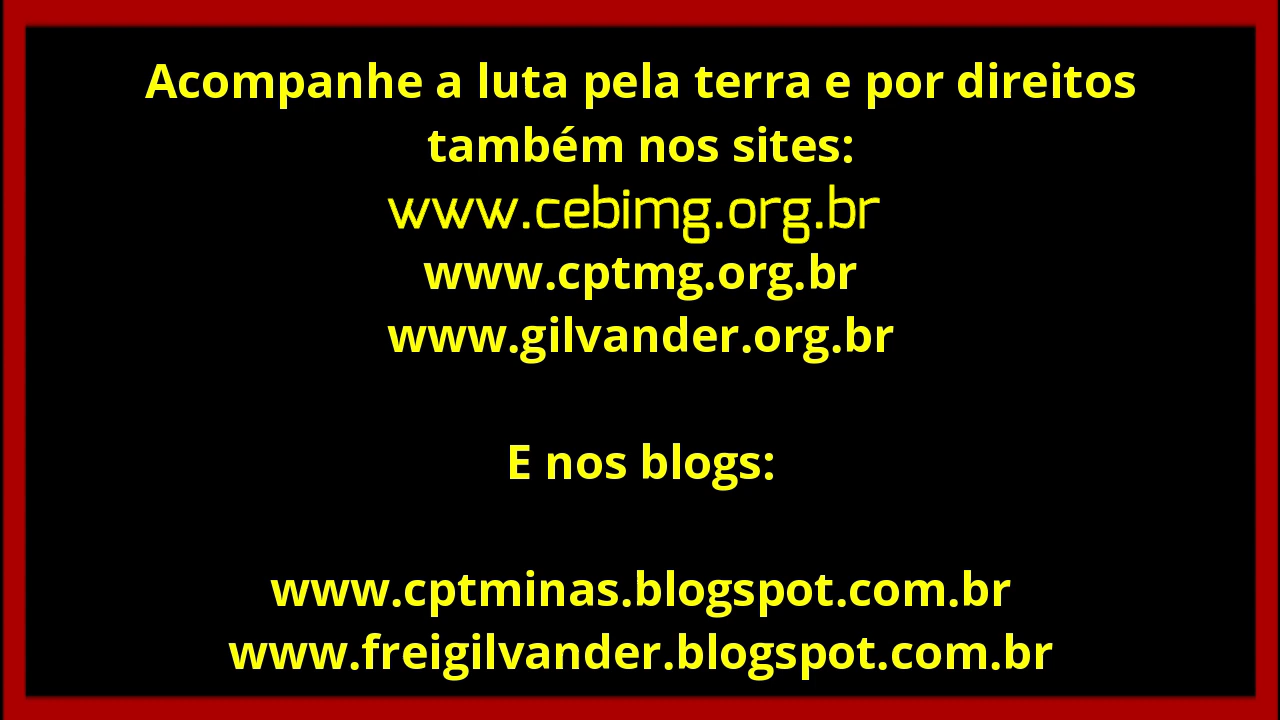 Acompanhe a luta pela terra e por direitos
também nos sites:
www.cebimg.org.br
www.cptmg.org.br
www.gilvander.org.br
E nos blogs:
www.cptminas.blogspot.com.br
www.freigilvander.blogspot.com.br